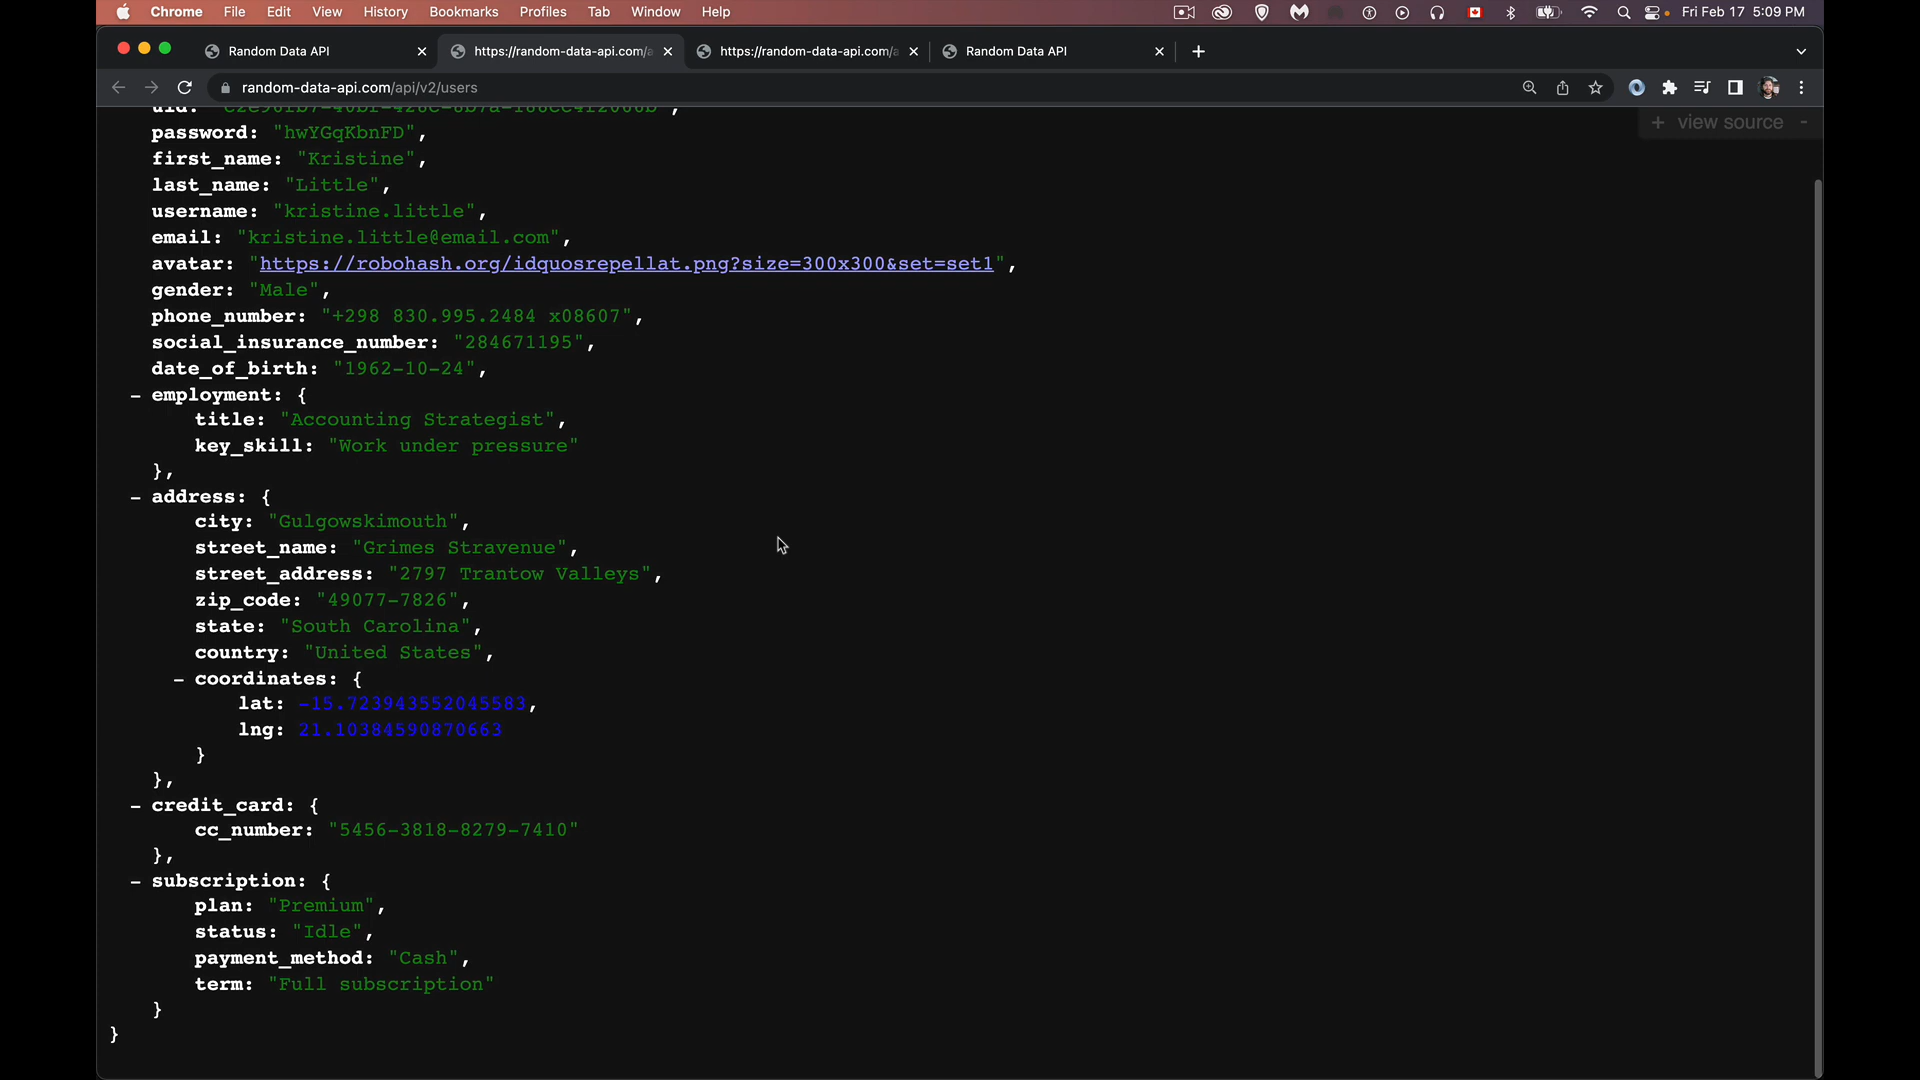 Chrome File Edit View History Bookmarks Profiles Tab Window Help Fri Feb 17 5:09 PM
Random Data API https://random-data-api.com/a https://random-data-api.com/a Random Data API
random-data-api.com/api/v2/users
+ view source -
password: "hwYGqKbnFD",
first_name: "Kristine",
last_name: "Little",
username: "kristine.little",
email: "kristine.little@email.com",
avatar: "https://robohash.org/idquosrepellat.png?size=300x300&set=set1",
gender: "Male",
phone_number: "+298 830.995.2484 x08607",
social_insurance_number: "284671195",
date_of_birth: "1962-10-24",
- employment: {
title: "Accounting Strategist",
key_skill: "Work under pressure"
},
- address: {
city: "Gulgowskimouth",
street_name: "Grimes Stravenue",
street_address: "2797 Trantow Valleys",
zip_code: "49077-7826",
state: "South Carolina",
country: "United States",
- coordinates: {
lat: -15.723943552045583,
lng: 21.10384590870663
}
},
- credit_card: {
cc_number: "5456-3818-8279-7410"
},
- subscription: {
plan: "Premium",
status: "Idle",
payment_method: "Cash",
term: "Full subscription"
}
}